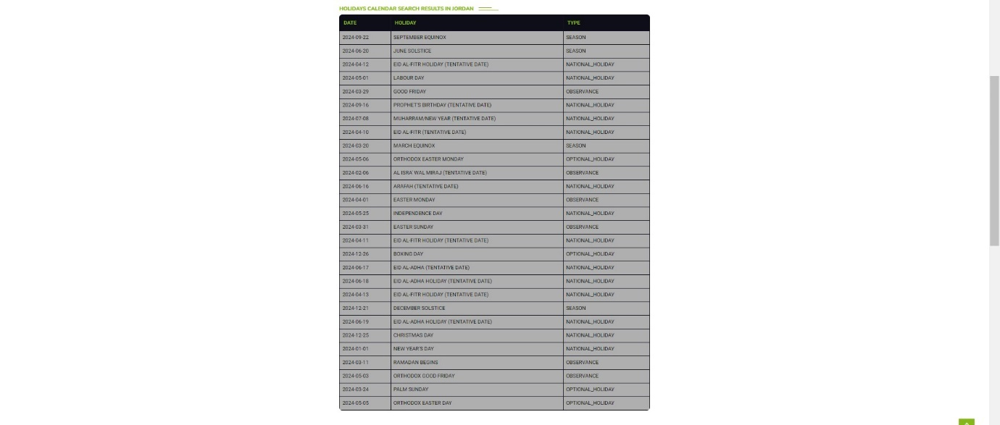 HOLIDAYS CALENDAR SEARCH RESULTS IN JORDAN
DATE HOLIDAY TYPE
2024-09-22 SEPTEMBER EQUINOX SEASON
2024-06-20 JUNE SOLSTICE SEASON
2024-04-12 EID AL-FITR HOLIDAY (TENTATIVE DATE) NATIONAL_HOLIDAY
2024-05-01 LABOUR DAY NATIONAL_HOLIDAY
2024-03-29 GOOD FRIDAY OBSERVANCE
2024-09-16 PROPHET'S BIRTHDAY (TENTATIVE DATE) NATIONAL_HOLIDAY
2024-07-08 MUHARRAM/NEW YEAR (TENTATIVE DATE) NATIONAL_HOLIDAY
2024-04-10 EID AL-FITR (TENTATIVE DATE) NATIONAL_HOLIDAY
2024-03-20 MARCH EQUINOX SEASON
2024-05-06 ORTHODOX EASTER MONDAY OPTIONAL_HOLIDAY
2024-02-06 AL ISRA' WAL MIRAJ (TENTATIVE DATE) OBSERVANCE
2024-06-16 ARAFAH (TENTATIVE DATE) NATIONAL_HOLIDAY
2024-04-01 EASTER MONDAY OBSERVANCE
2024-05-25 INDEPENDENCE DAY NATIONAL_HOLIDAY
2024-03-31 EASTER SUNDAY OBSERVANCE
2024-04-11 EID AL-FITR HOLIDAY (TENTATIVE DATE) NATIONAL_HOLIDAY
2024-12-26 BOXING DAY OPTIONAL_HOLIDAY
2024-06-17 EID AL-ADHA (TENTATIVE DATE) NATIONAL_HOLIDAY
2024-06-18 EID AL-ADHA HOLIDAY (TENTATIVE DATE) NATIONAL_HOLIDAY
2024-04-13 EID AL-FITR HOLIDAY (TENTATIVE DATE) NATIONAL_HOLIDAY
2024-12-21 DECEMBER SOLSTICE SEASON
2024-06-19 EID AL-ADHA HOLIDAY (TENTATIVE DATE) NATIONAL_HOLIDAY
2024-12-25 CHRISTMAS DAY NATIONAL_HOLIDAY
2024-01-01 NEW YEAR'S DAY NATIONAL_HOLIDAY
2024-03-11 RAMADAN BEGINS OBSERVANCE
2024-05-03 ORTHODOX GOOD FRIDAY OBSERVANCE
2024-03-24 PALM SUNDAY OPTIONAL_HOLIDAY
2024-05-05 ORTHODOX EASTER DAY OPTIONAL_HOLIDAY